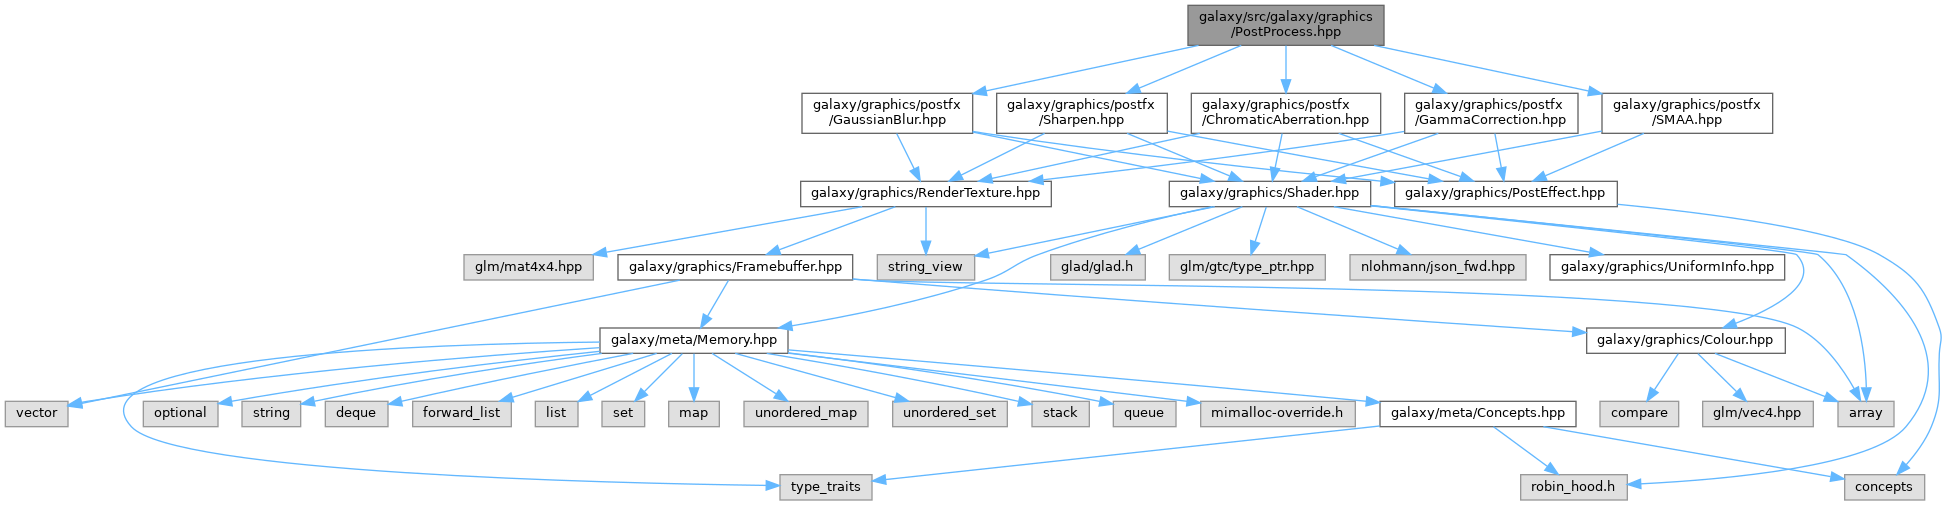 galaxy/src/galaxy/graphics
/PostProcess.hpp
galaxy/graphics/postfx
/GaussianBlur.hpp
galaxy/graphics/postfx
/Sharpen.hpp
galaxy/graphics/postfx
/ChromaticAberration.hpp
galaxy/graphics/postfx
/GammaCorrection.hpp
galaxy/graphics/postfx
/SMAA.hpp
galaxy/graphics/RenderTexture.hpp
galaxy/graphics/Shader.hpp
galaxy/graphics/PostEffect.hpp
glm/mat4x4.hpp
galaxy/graphics/Framebuffer.hpp
string_view
glad/glad.h
glm/gtc/type_ptr.hpp
nlohmann/json_fwd.hpp
galaxy/graphics/UniformInfo.hpp
galaxy/meta/Memory.hpp
galaxy/graphics/Colour.hpp
vector
optional
string
deque
forward_list
list
set
map
unordered_map
unordered_set
stack
queue
mimalloc-override.h
galaxy/meta/Concepts.hpp
compare
glm/vec4.hpp
array
type_traits
robin_hood.h
concepts